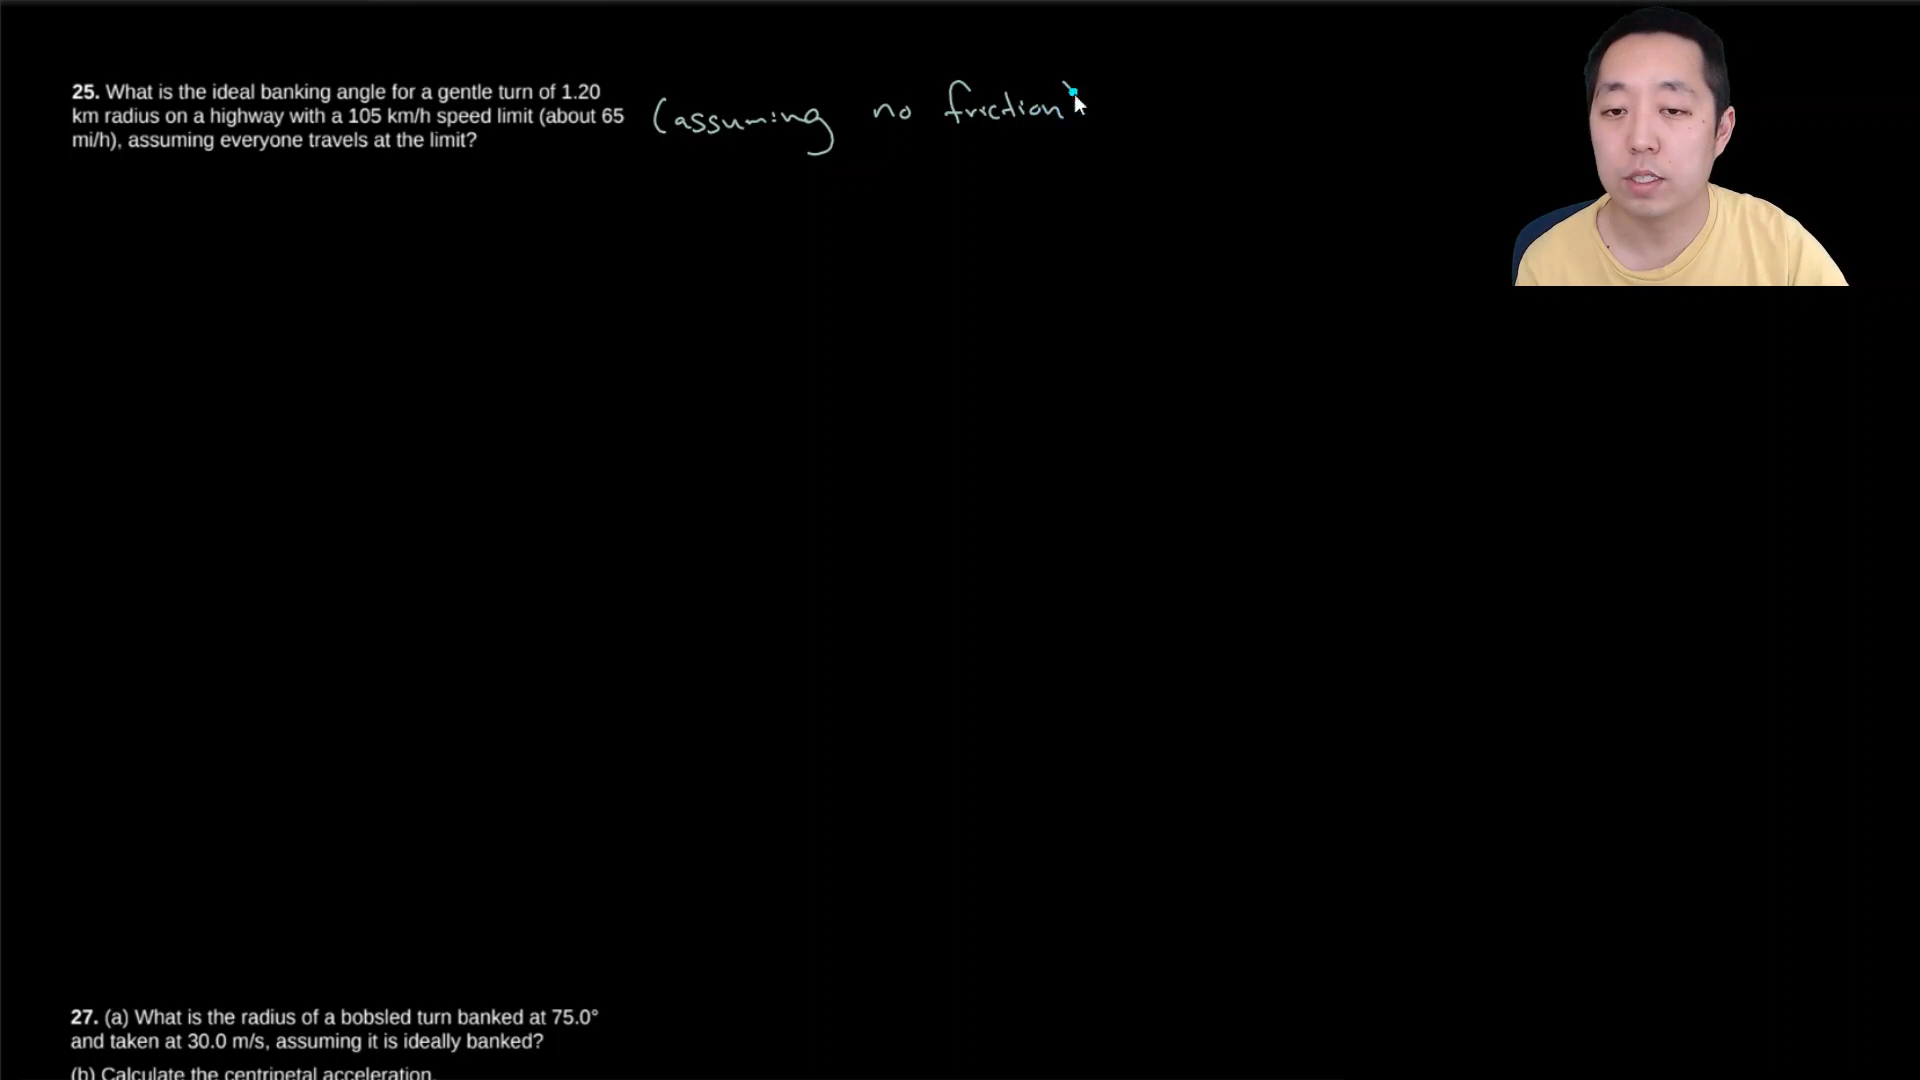 25. What is the ideal banking angle for a gentle turn of 1.20
km radius on a highway with a 105 km/h speed limit (about 65
mi/h), assuming everyone travels at the limit?
(assuming no friction)
27. (a) What is the radius of a bobsled turn banked at 75.0°
and taken at 30.0 m/s, assuming it is ideally banked?
(b) Calculate the centripetal acceleration.